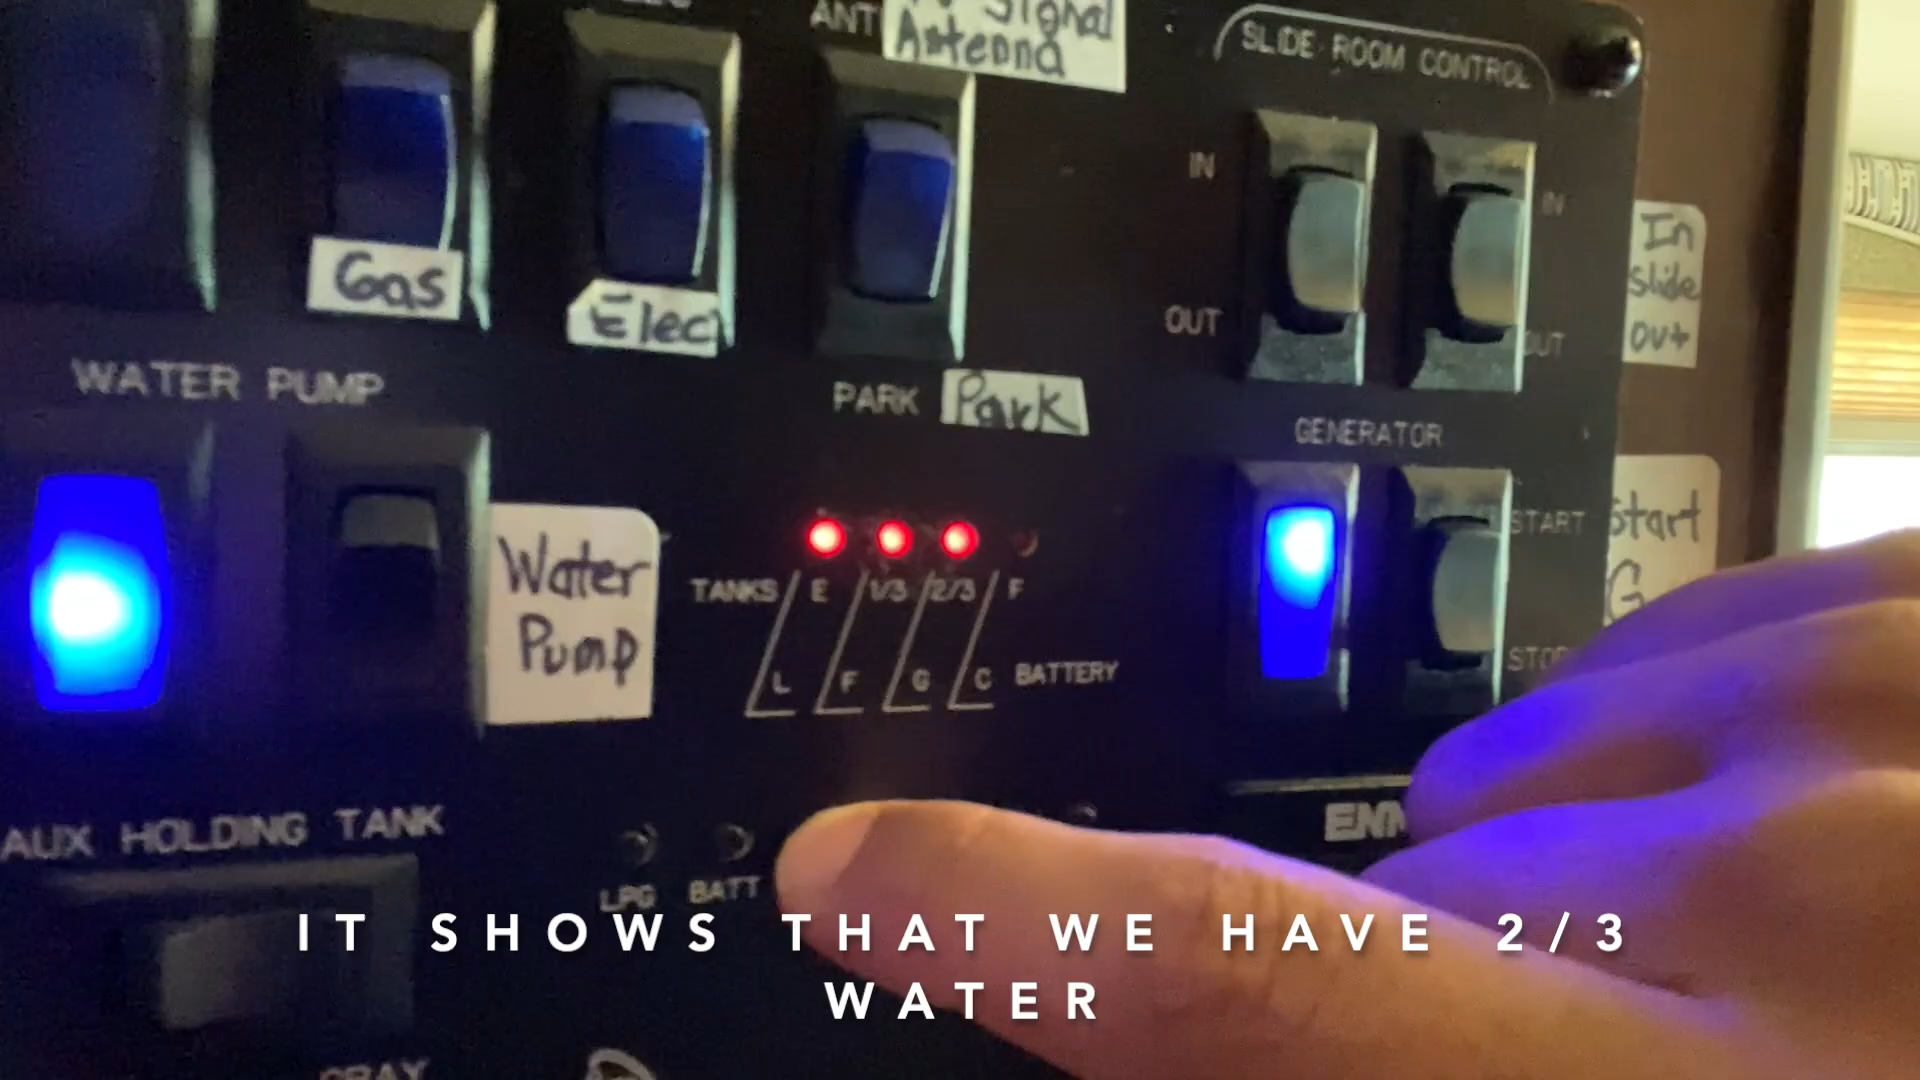 ANT
Signal
Antenna
SLIDE ROOM CONTROL
IN
IN
In
slide
out
Gas
Elec
OUT
OUT
WATER PUMP
PARK
Park
GENERATOR
Water
Pump
START
Start
G
TANKS E 1/3 2/3 F
L F G C BATTERY
AUX HOLDING TANK
LPG BATT
IT SHOWS THAT WE HAVE 2/3
WATER